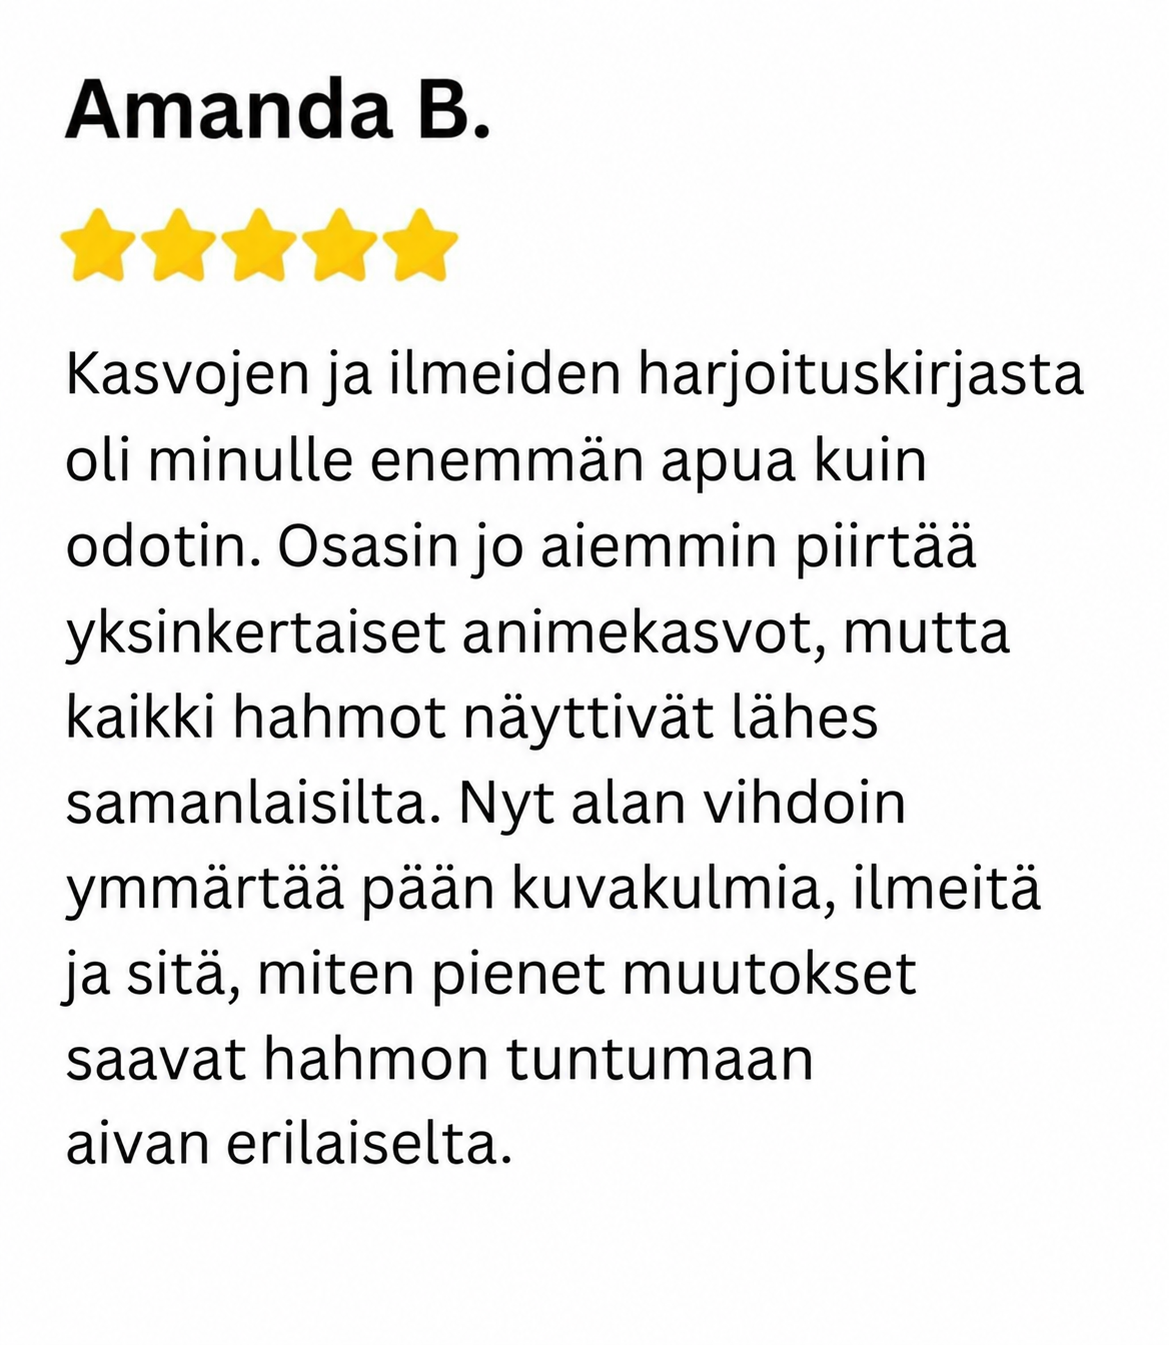 Amanda B.
⭐⭐⭐⭐⭐
Kasvojen ja ilmeiden harjoituskirjasta
oli minulle enemmän apua kuin
odotin. Osasin jo aiemmin piirtää
yksinkertaiset animekasvot, mutta
kaikki hahmot näyttivät lähes
samanlaisilta. Nyt alan vihdoin
ymmärtää pään kuvakulmia, ilmeitä
ja sitä, miten pienet muutokset
saavat hahmon tuntumaan
aivan erilaiselta.